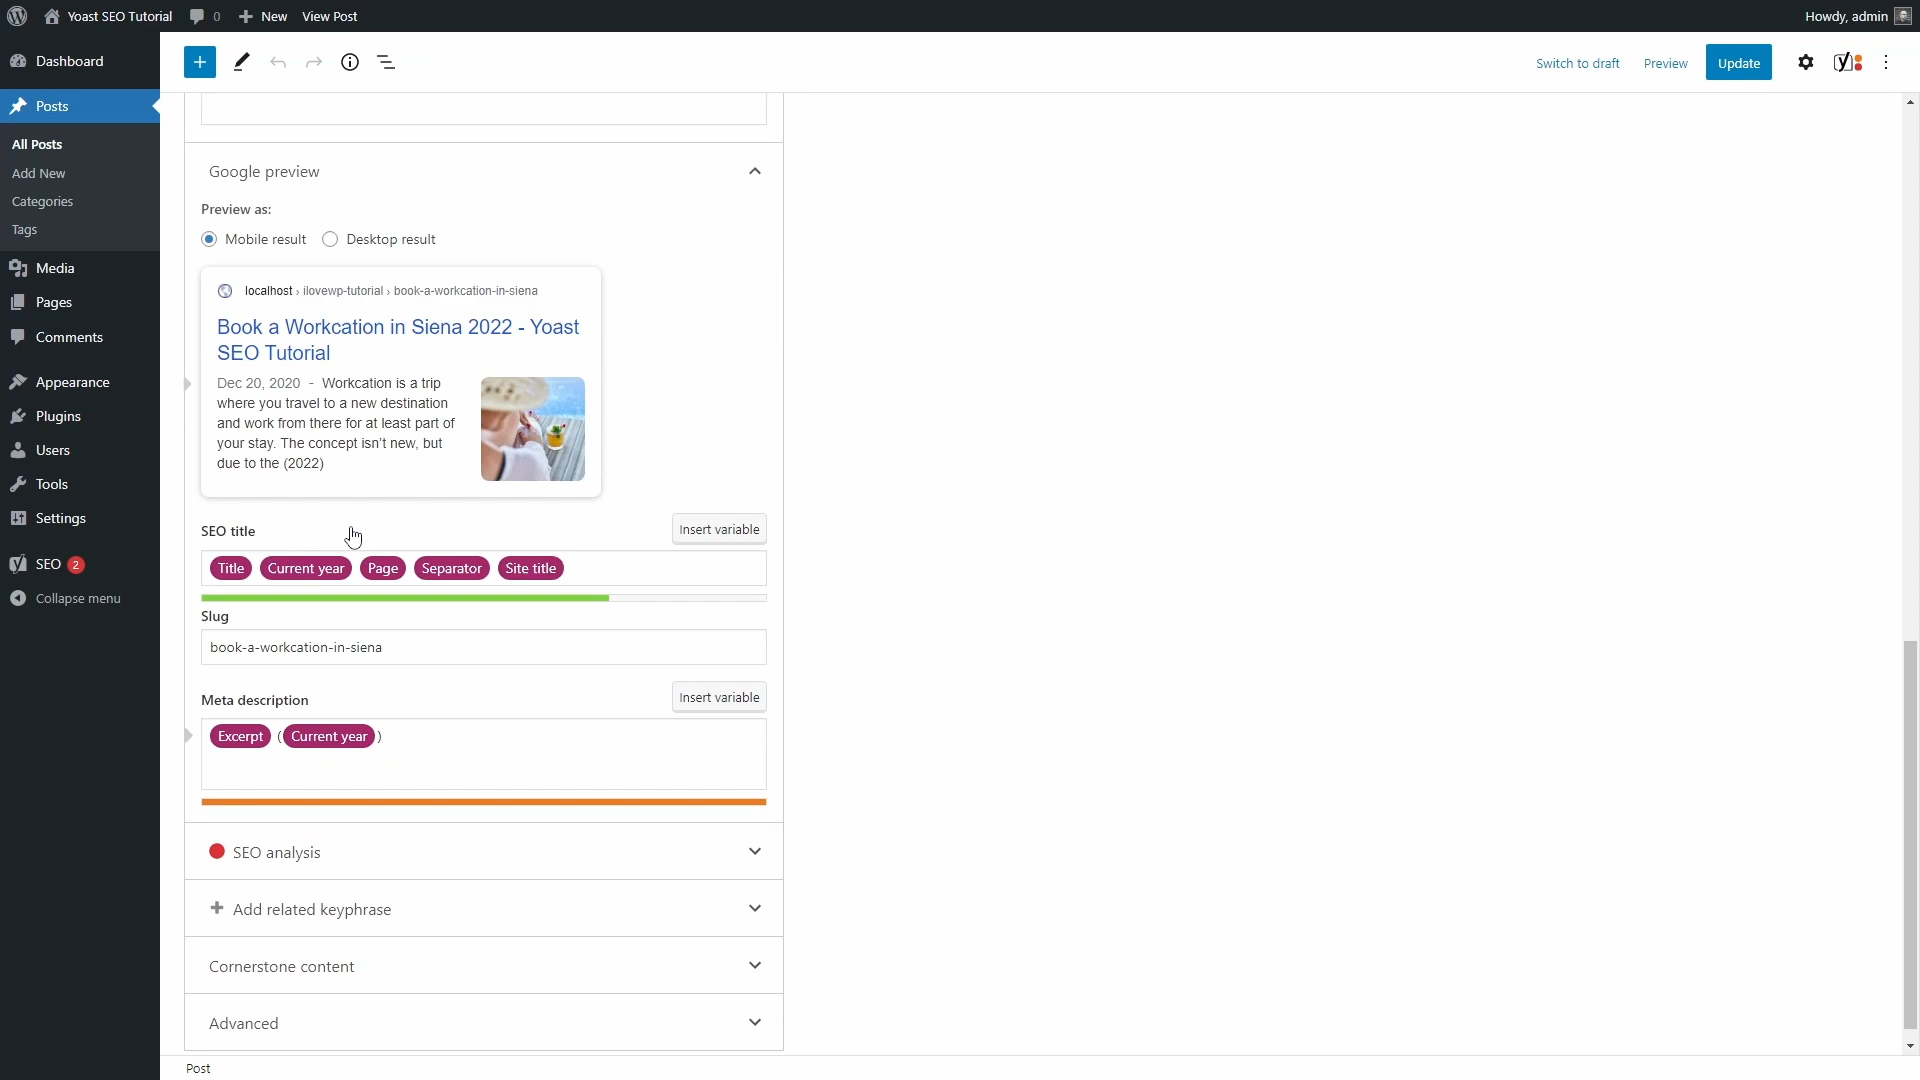 Yoast SEO Tutorial
0
New
View Post
Howdy, admin
Dashboard
Posts
All Posts
Add New
Categories
Tags
Media
Pages
Comments
Appearance
Plugins
Users
Tools
Settings
SEO 2
Collapse menu
Switch to draft
Preview
Update
Google preview
Preview as:
Mobile result
Desktop result
localhost › ilovewp-tutorial › book-a-workcation-in-siena
Book a Workcation in Siena 2022 - Yoast
SEO Tutorial
Dec 20, 2020 - Workcation is a trip
where you travel to a new destination
and work from there for at least part of
your stay. The concept isn't new, but
due to the (2022)
SEO title
Insert variable
Title Current year Page Separator Site title
Slug
book-a-workcation-in-siena
Meta description
Insert variable
Excerpt (Current year)
SEO analysis
Add related keyphrase
Cornerstone content
Advanced
Post